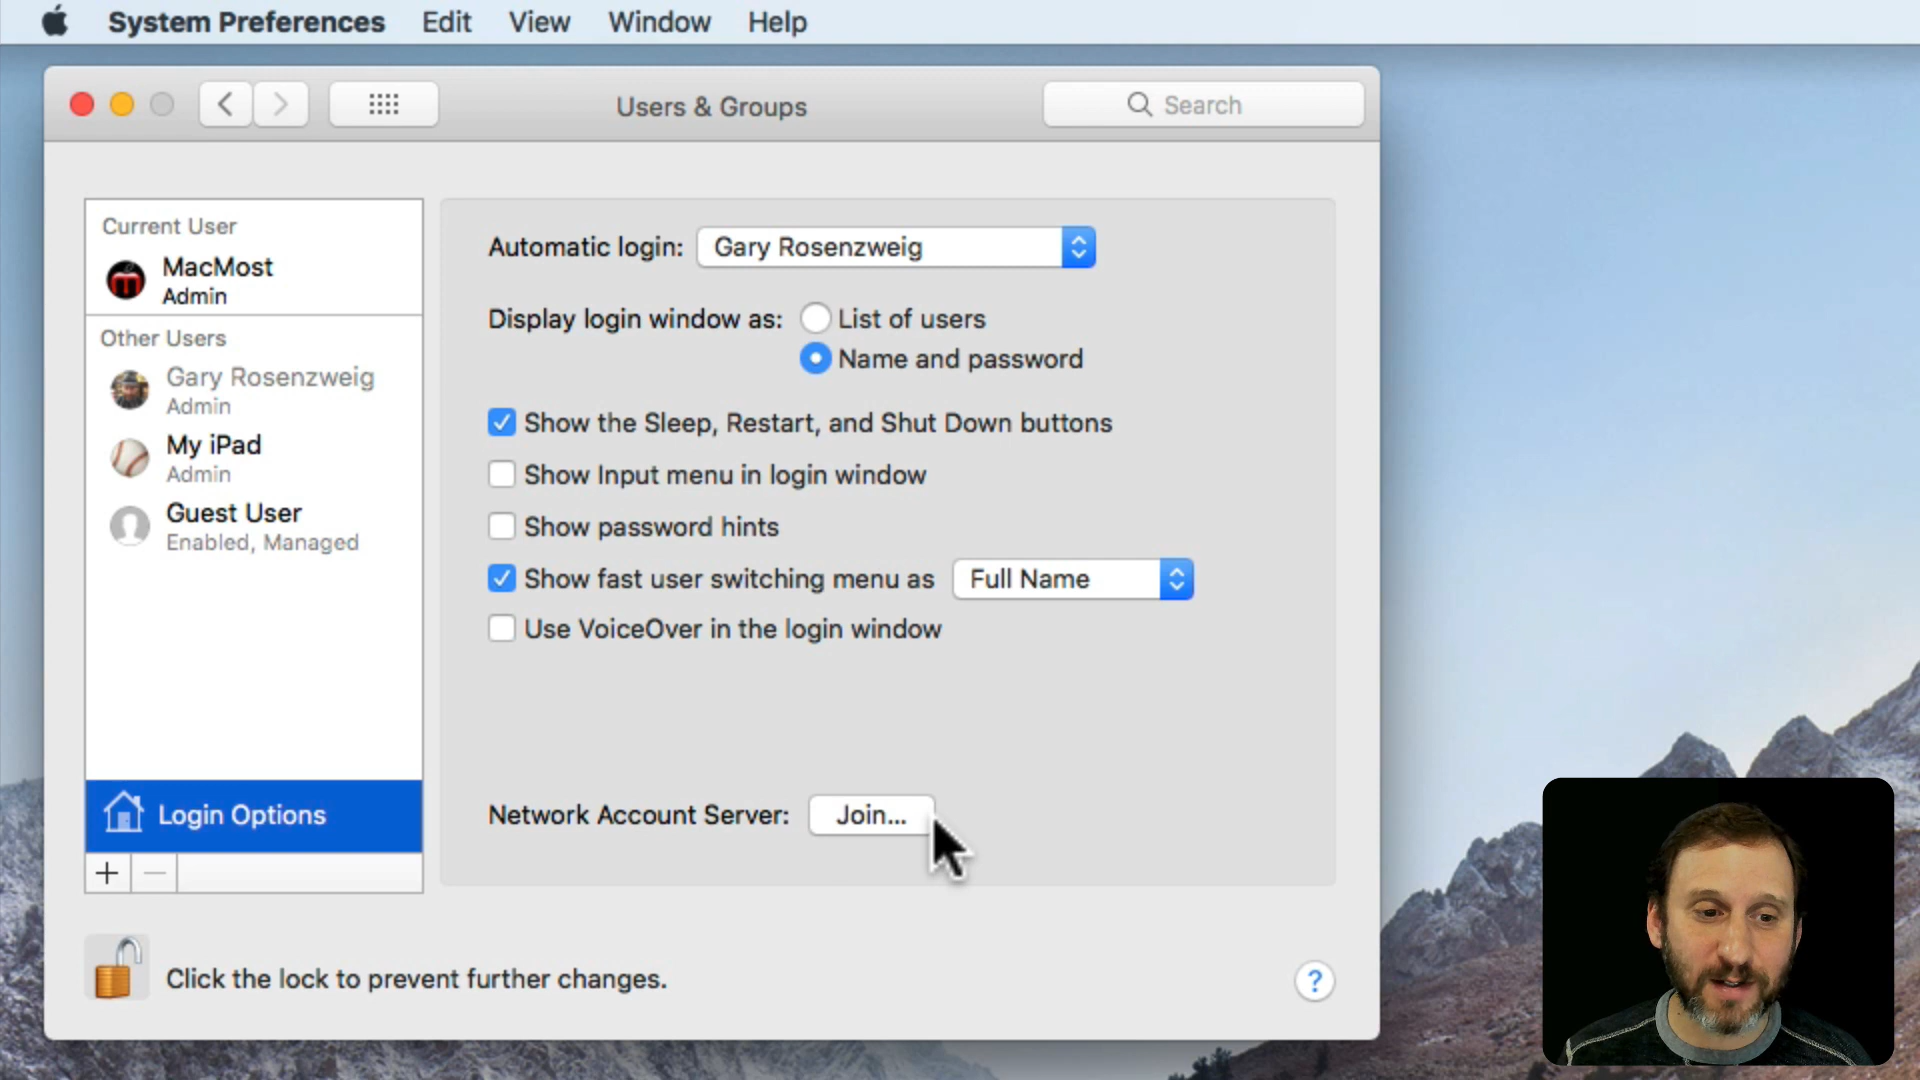 System Preferences Edit View Window Help
Users & Groups
Search
Current User
MacMost
Admin
Other Users
Gary Rosenzweig
Admin
My iPad
Admin
Guest User
Enabled, Managed
Login Options
Automatic login: Gary Rosenzweig
Display login window as: List of users
Name and password
Show the Sleep, Restart, and Shut Down buttons
Show Input menu in login window
Show password hints
Show fast user switching menu as Full Name
Use VoiceOver in the login window
Network Account Server: Join...
Click the lock to prevent further changes.
?